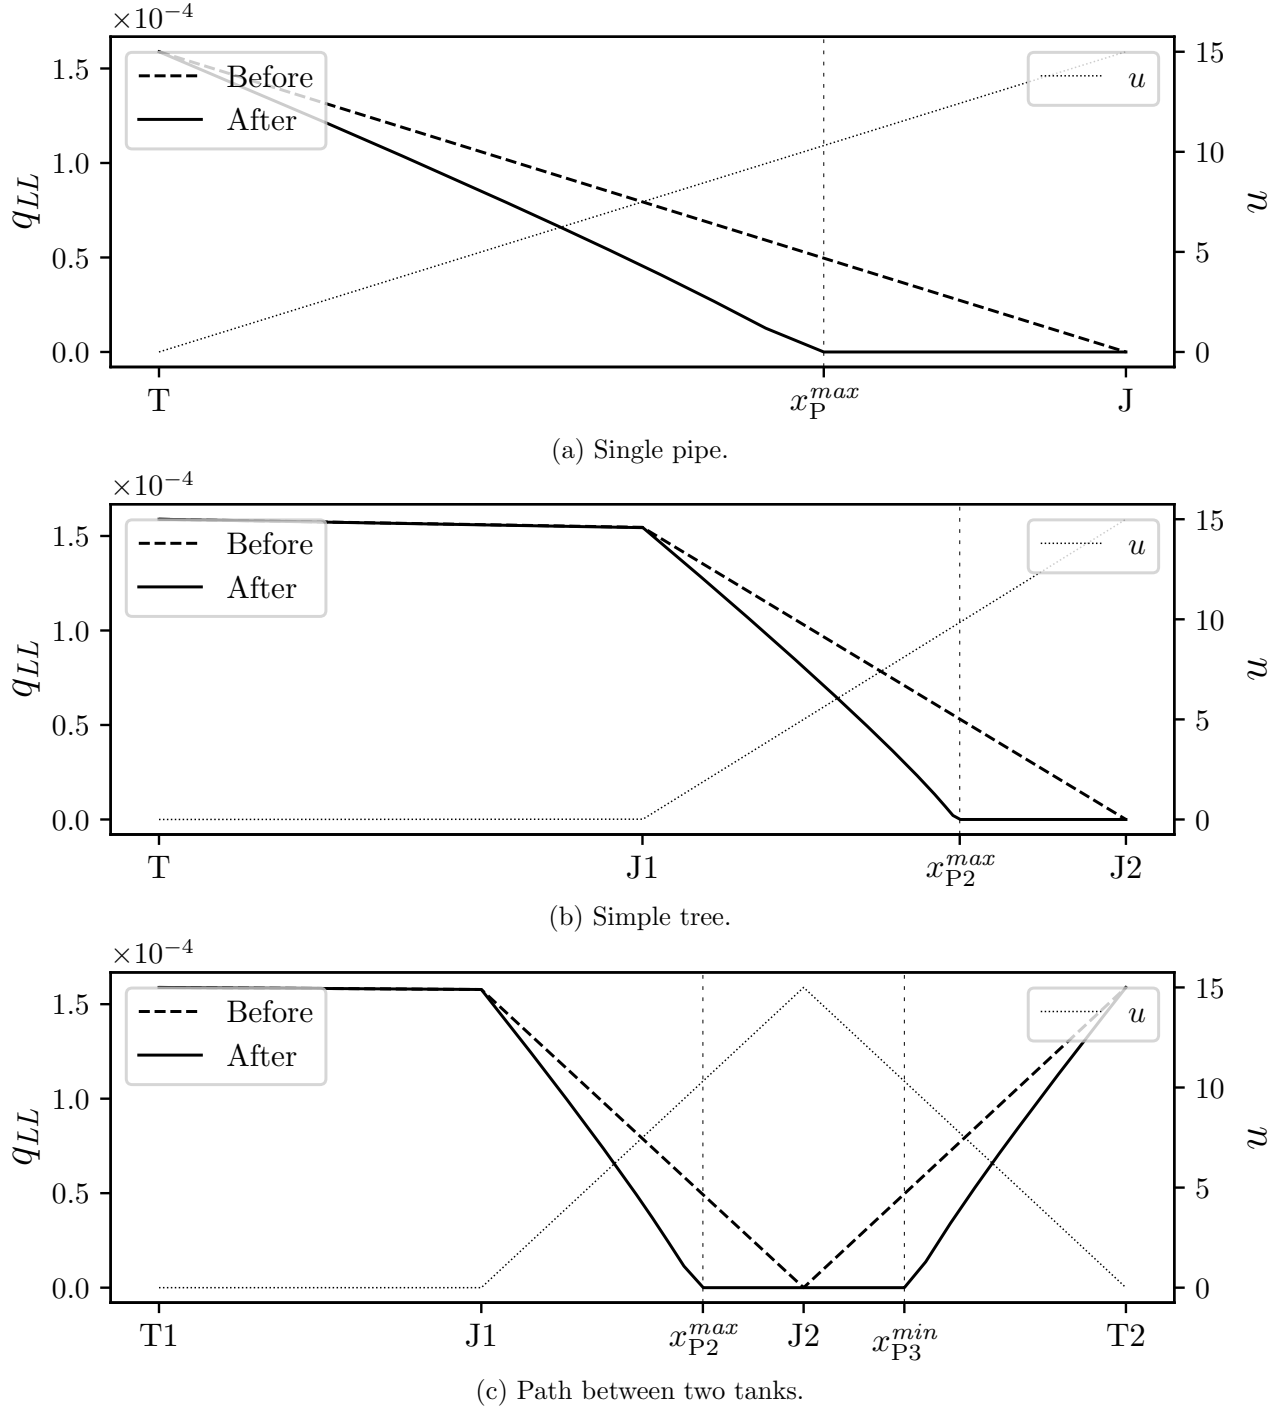 ×10⁻⁴
Before
After
u
1.5
1.0
0.5
0.0
q_LL
15
10
5
0
u
T
x_P^max
J
(a) Single pipe.
×10⁻⁴
Before
After
u
1.5
1.0
0.5
0.0
q_LL
15
10
5
0
u
T
J1
x_P2^max
J2
(b) Simple tree.
×10⁻⁴
Before
After
u
1.5
1.0
0.5
0.0
q_LL
15
10
5
0
u
T1
J1
x_P2^max
J2
x_P3^min
T2
(c) Path between two tanks.